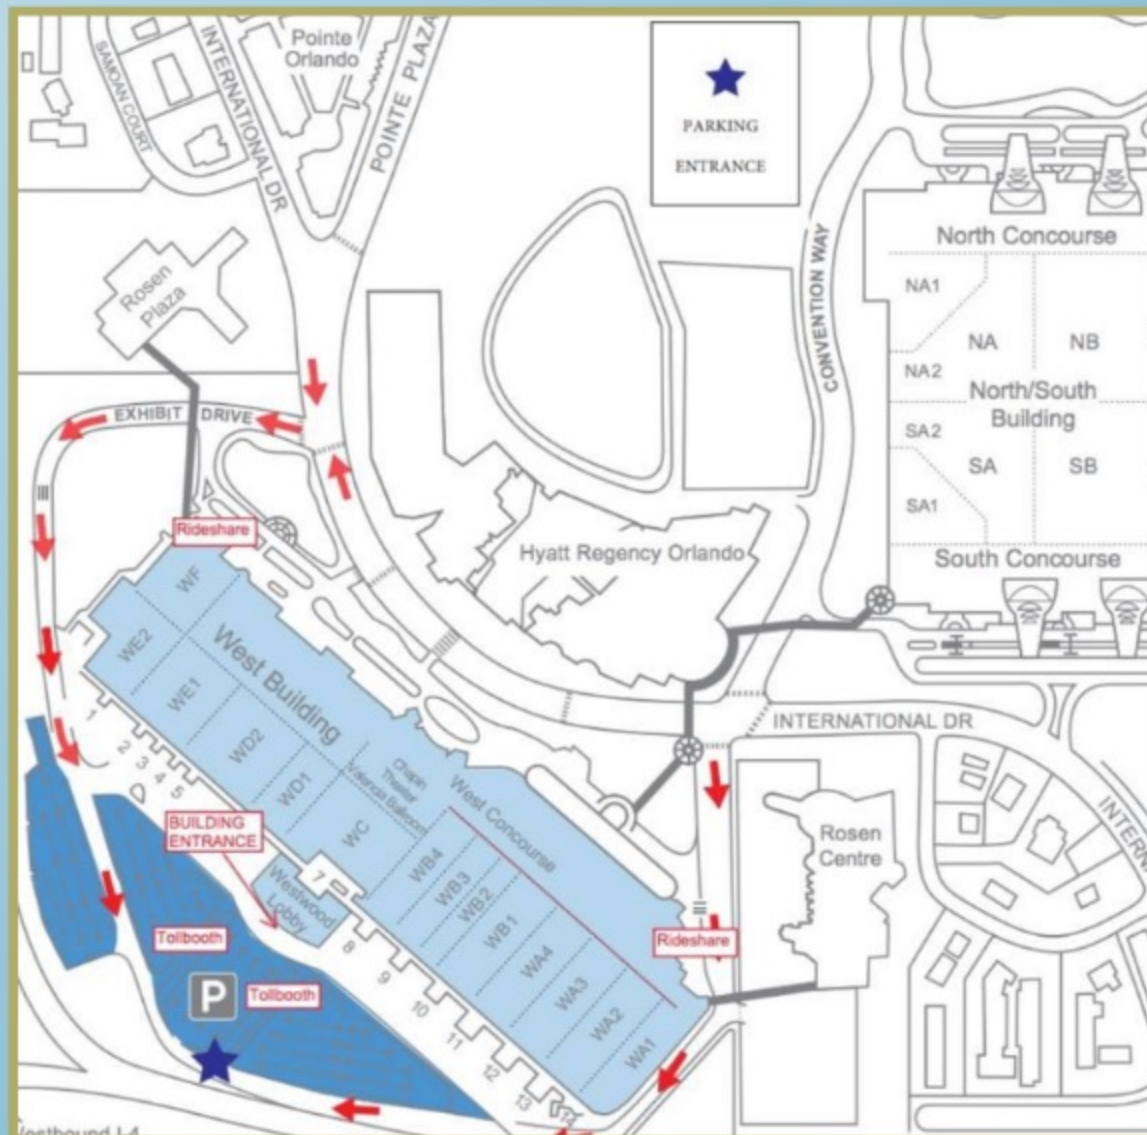 SAMOAN COURT
INTERNATIONAL DR
Pointe
Orlando
POINTE PLAZA
PARKING
ENTRANCE
CONVENTION WAY
North Concourse
NA1
NA
NB
NA2
North/South
Building
SA2
SA
SB
SA1
South Concourse
Rosen
Plaza
EXHIBIT DRIVE
Rideshare
Hyatt Regency Orlando
WF
WE2
WE1
West Building
WD2
WD1
WC
Chapin
Theater
Valencia Ballroom
West Concourse
WB4
WB3
WB2
WB1
WA4
WA3
WA2
WA1
INTERNATIONAL DR
INTERN
Rosen
Centre
Rideshare
1
2
3
4
5
BUILDING
ENTRANCE
7
Westwood
Lobby
8
9
10
11
12
13
14
Tollbooth
P
Tollbooth
Westbound I-4